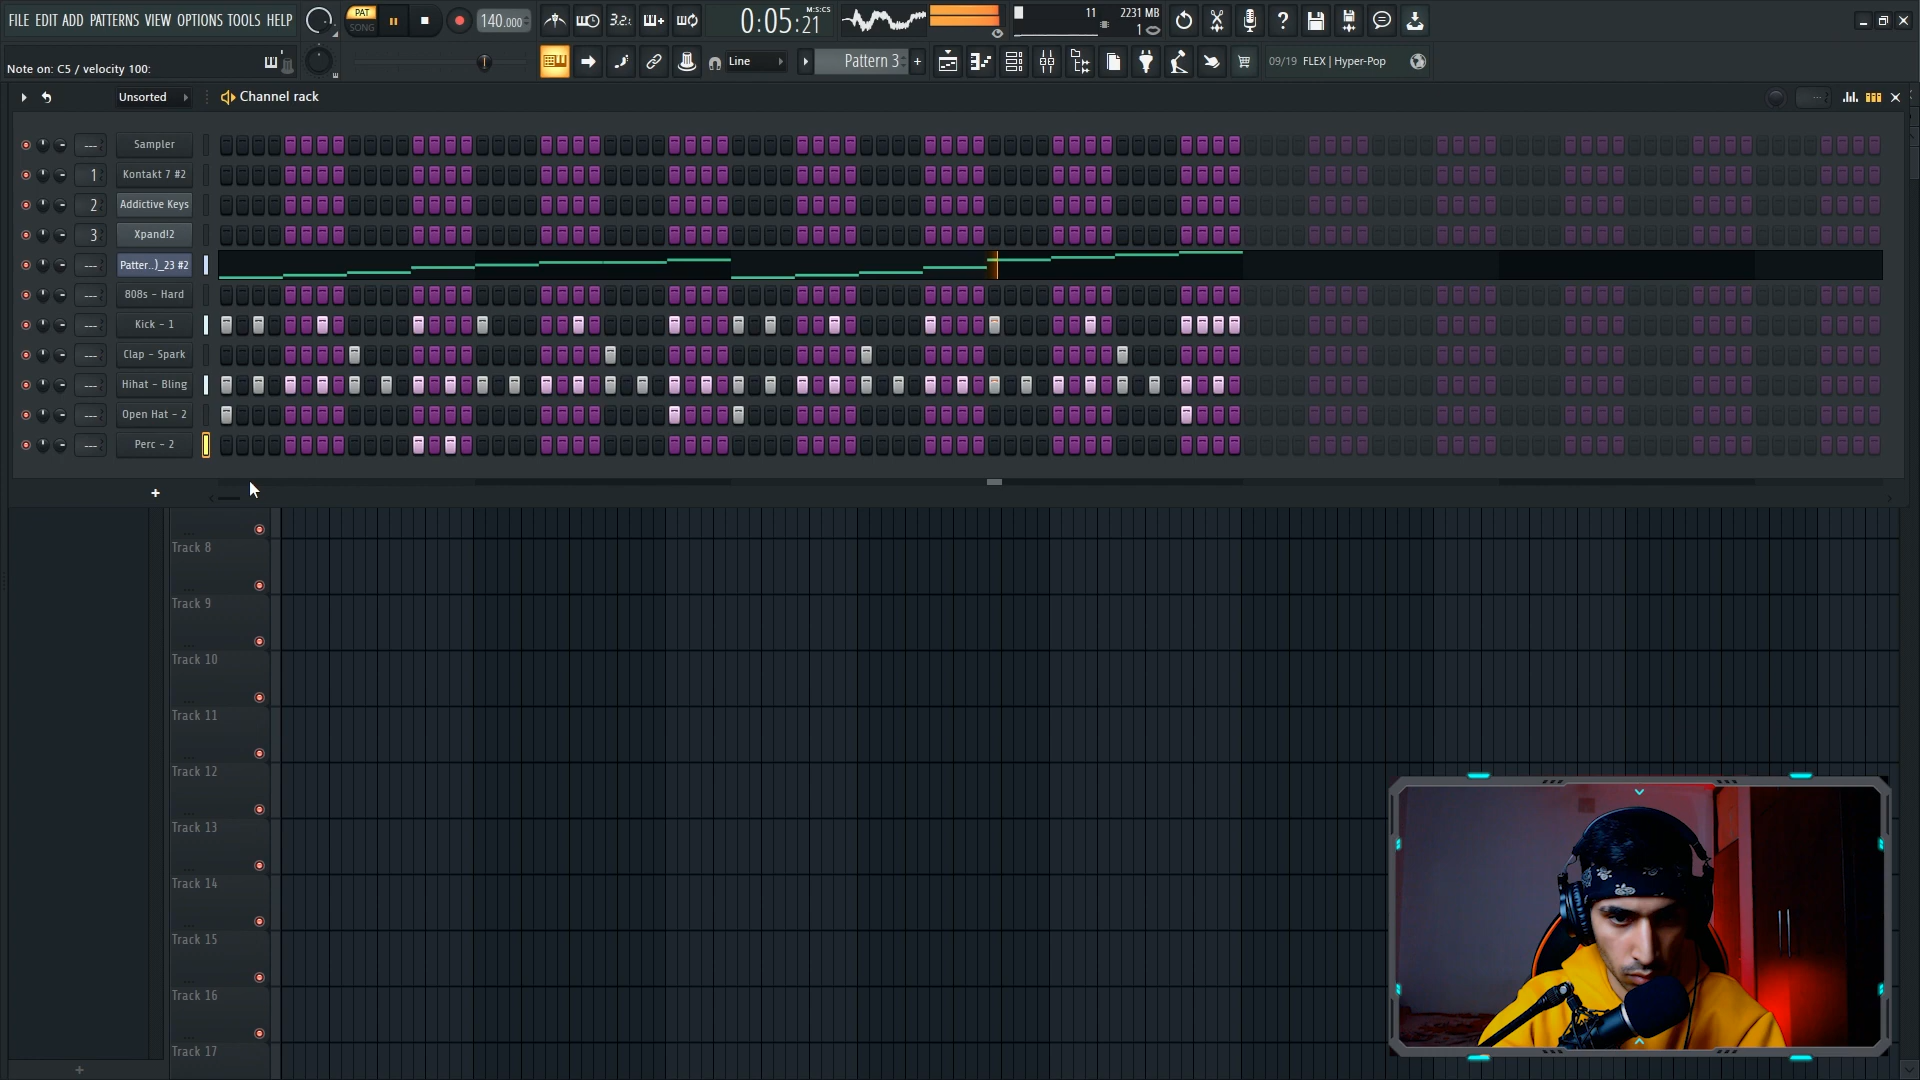 FILE EDIT ADD PATTERNS VIEW OPTIONS TOOLS HELP
PAT
SONG
140.000
3.2.
0:05:21
M:S:CS
11
2231 MB
1
Note on: C5 / velocity 100:
Line
Pattern 3
+
09/19 FLEX | Hyper-Pop
Unsorted
Channel rack
--- Sampler
1 Kontakt 7 #2
2 Addictive Keys
3 Xpand!2
--- Patter..)_23 #2
--- 808s - Hard
--- Kick - 1
--- Clap - Spark
--- Hihat - Bling
--- Open Hat - 2
--- Perc - 2
+
Track 8
Track 9
Track 10
Track 11
Track 12
Track 13
Track 14
Track 15
Track 16
Track 17
+